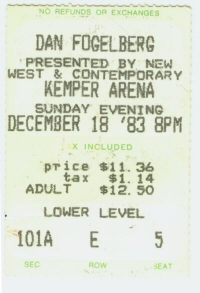 NO REFUNDS OR EXCHANGES
DAN FOGELBERG
PRESENTED BY NEW
WEST & CONTEMPORARY
KEMPER ARENA
SUNDAY EVENING
DECEMBER 18 '83 8PM
X INCLUDED
price $11.36
tax $1.14
ADULT $12.50
LOWER LEVEL
101A E 5
SEC. ROW SEAT